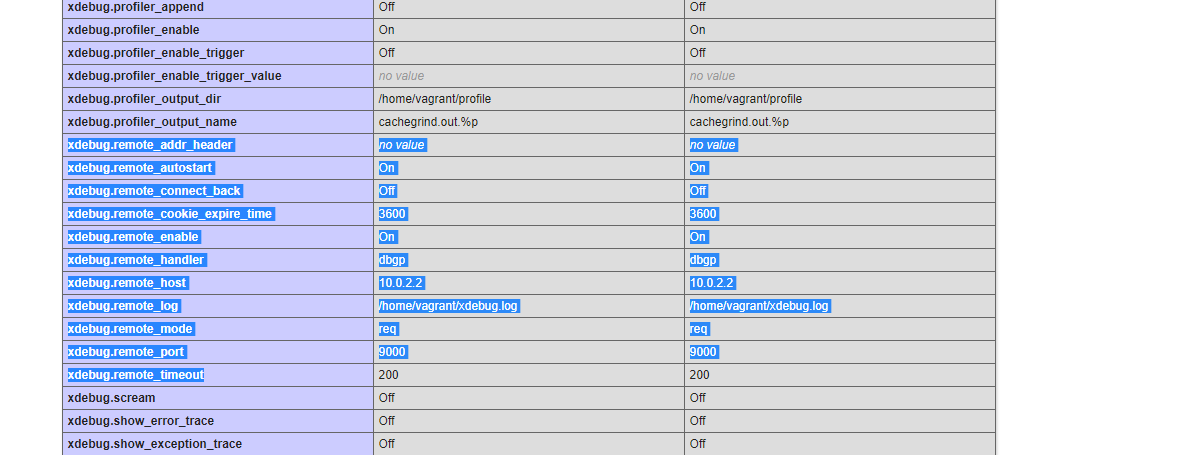 xdebug.profiler_append Off Off
xdebug.profiler_enable On On
xdebug.profiler_enable_trigger Off Off
xdebug.profiler_enable_trigger_value no value no value
xdebug.profiler_output_dir /home/vagrant/profile /home/vagrant/profile
xdebug.profiler_output_name cachegrind.out.%p cachegrind.out.%p
xdebug.remote_addr_header no value no value
xdebug.remote_autostart On On
xdebug.remote_connect_back Off Off
xdebug.remote_cookie_expire_time 3600 3600
xdebug.remote_enable On On
xdebug.remote_handler dbgp dbgp
xdebug.remote_host 10.0.2.2 10.0.2.2
xdebug.remote_log /home/vagrant/xdebug.log /home/vagrant/xdebug.log
xdebug.remote_mode req req
xdebug.remote_port 9000 9000
xdebug.remote_timeout 200 200
xdebug.scream Off Off
xdebug.show_error_trace Off Off
xdebug.show_exception_trace Off Off